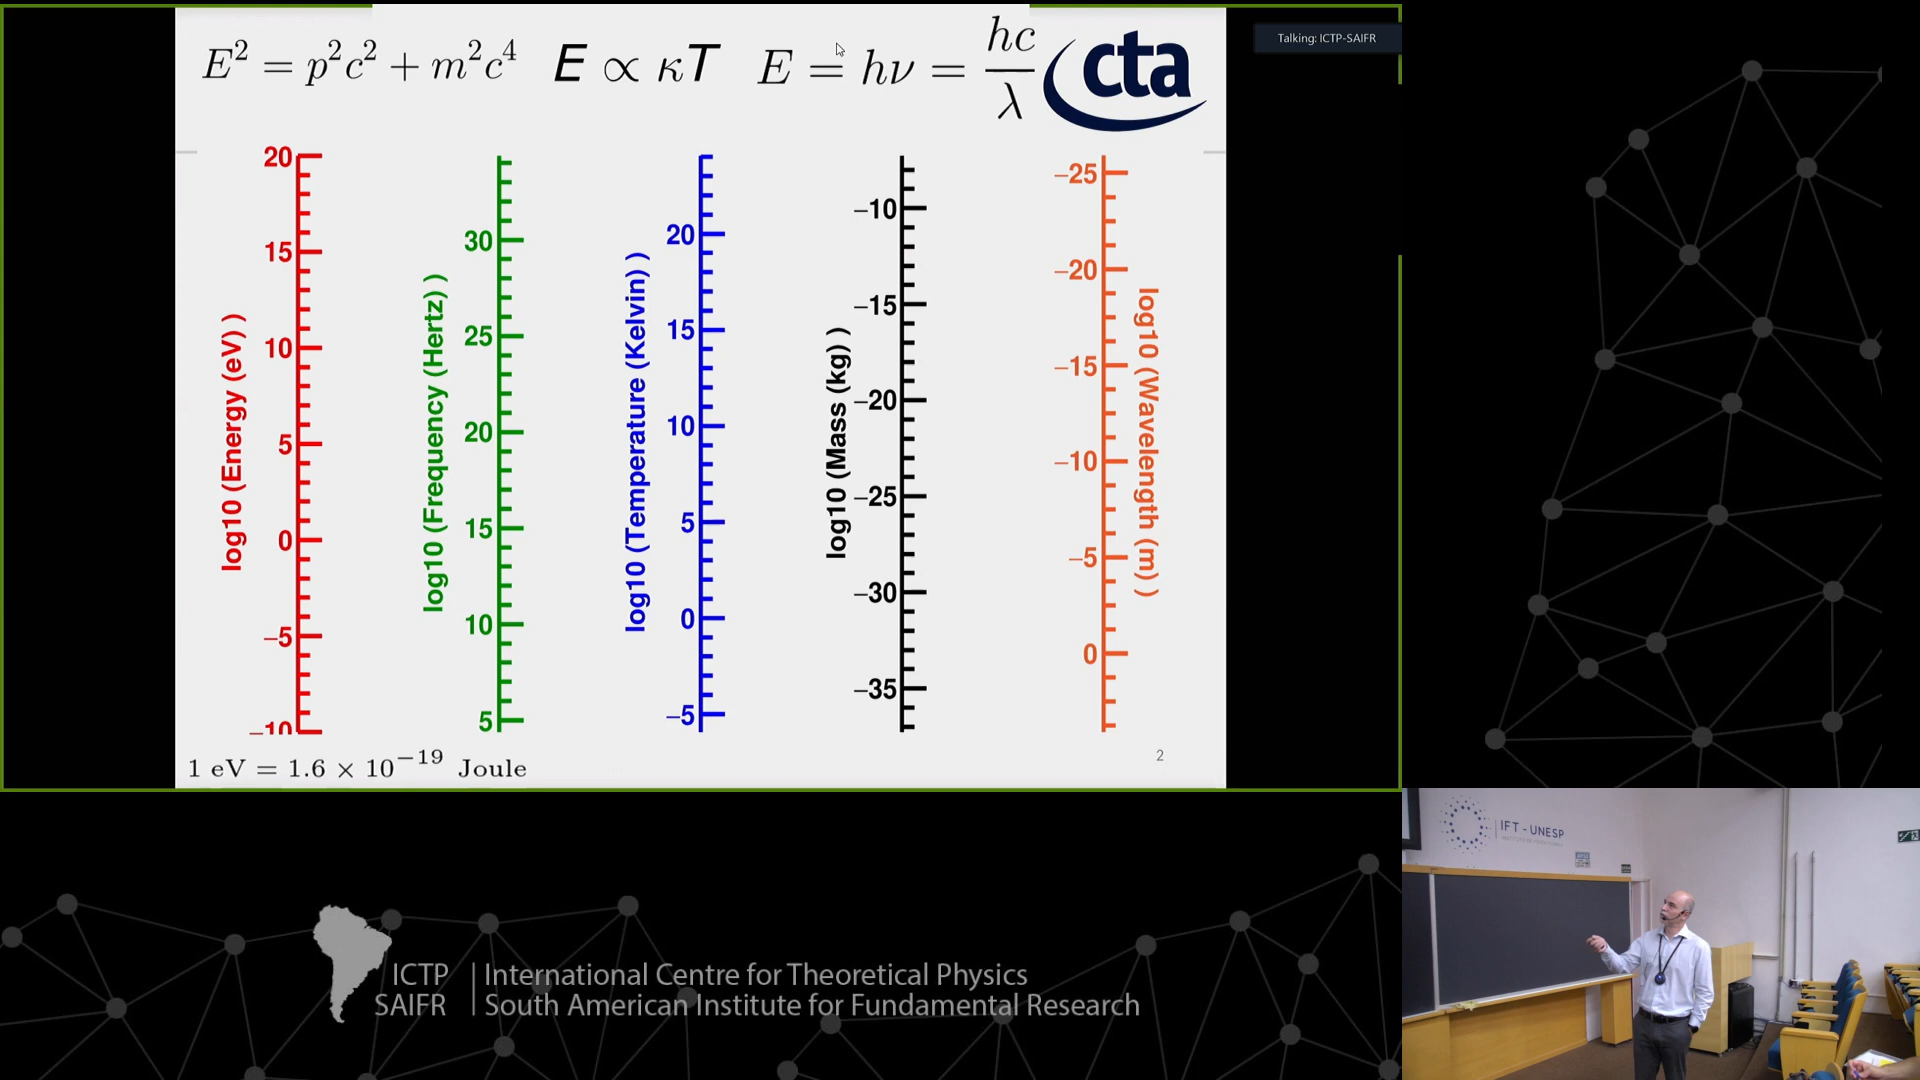 E² = p²c² + m²c⁴ E ∝ κT E = hν = hc/λ
cta
Talking: ICTP-SAIFR
log10 (Energy (eV) )
20
15
10
5
0
−5
−10
log10 (Frequency (Hertz) )
30
25
20
15
10
5
log10 (Temperature (Kelvin) )
20
15
10
5
0
−5
log10 (Mass (kg) )
−10
−15
−20
−25
−30
−35
log10 (Wavelength (m) )
−25
−20
−15
−10
−5
0
1 eV = 1.6 × 10⁻¹⁹ Joule
2
IFT - UNESP
ICTP | International Centre for Theoretical Physics
SAIFR | South American Institute for Fundamental Research